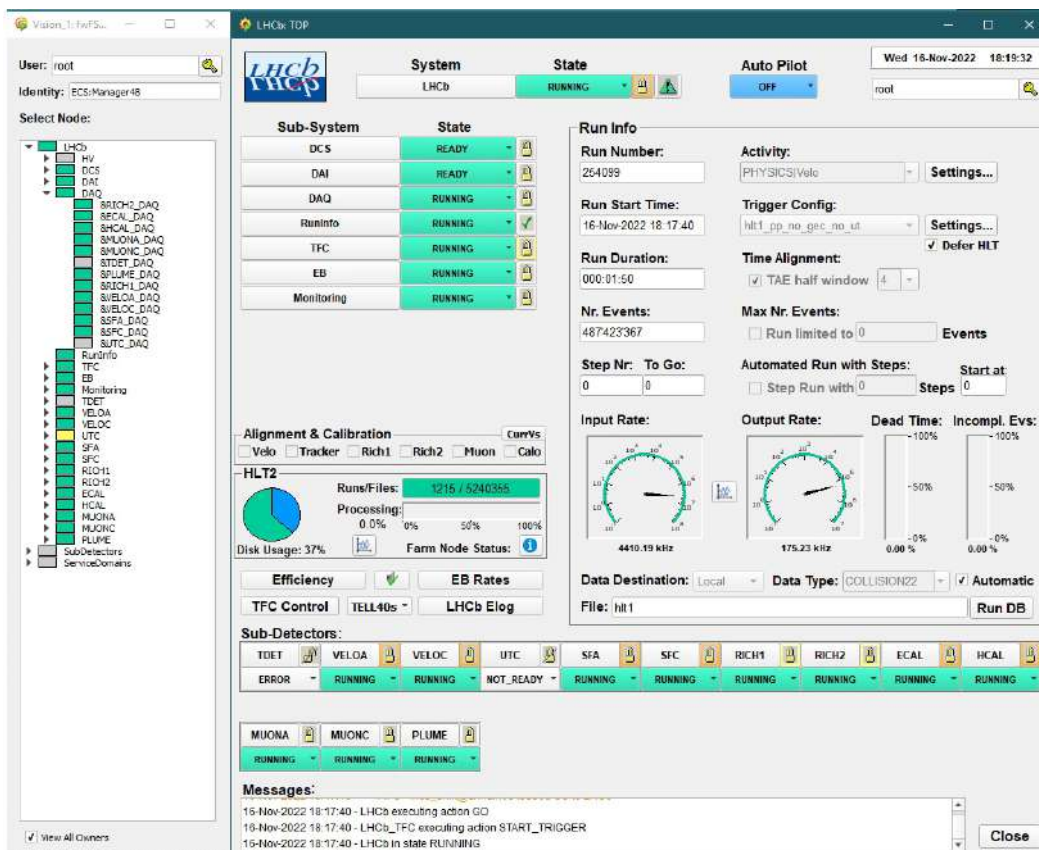 Vision_1: fwFS...
User: root
Identity: ECS:Manager48
Select Node:
LHCb
HV
DCS
DAI
DAQ
&RICH2_DAQ
&ECAL_DAQ
&HCAL_DAQ
&MUONA_DAQ
&MUONC_DAQ
&TDET_DAQ
&PLUME_DAQ
&RICH1_DAQ
&VELOA_DAQ
&VELOC_DAQ
&SFA_DAQ
&SFC_DAQ
&UTC_DAQ
RunInfo
TFC
EB
Monitoring
TDET
VELOA
VELOC
UTC
SFA
SFC
RICH1
RICH2
ECAL
HCAL
MUONA
MUONC
PLUME
SubDetectors
ServiceDomains
View All Owners
LHCb: TOP
LHCb
LHCb
System State Auto Pilot
LHCb RUNNING OFF
Wed 16-Nov-2022 18:19:32
root
Sub-System State
DCS READY
DAI READY
DAQ RUNNING
RunInfo RUNNING
TFC RUNNING
EB RUNNING
Monitoring RUNNING
Run Info
Run Number: Activity:
254099 PHYSICS|Velo Settings...
Run Start Time: Trigger Config:
16-Nov-2022 18:17:40 hlt1_pp_no_gec_no_ut Settings...
Defer HLT
Run Duration: Time Alignment:
000:01:50 TAE half window 4
Nr. Events: Max Nr. Events:
487'423'367 Run limited to 0 Events
Step Nr: To Go: Automated Run with Steps: Start at:
0 0 Step Run with 0 Steps 0
Input Rate: Output Rate: Dead Time: Incompl. Evs:
100% 100%
50% 50%
0% 0%
4410.19 kHz 175.23 kHz 0.00 % 0.00 %
Data Destination: Local Data Type: COLLISION22 Automatic
File: hlt1 Run DB
Alignment & Calibration CurrVs
Velo Tracker Rich1 Rich2 Muon Calo
HLT2
Runs/Files: 1215 / 5240355
Processing:
0.0% 0% 50% 100%
Disk Usage: 37% Farm Node Status:
Efficiency EB Rates
TFC Control TELL40s LHCb Elog
Sub-Detectors:
TDET VELOA VELOC UTC SFA SFC RICH1 RICH2 ECAL HCAL
ERROR RUNNING RUNNING NOT_READY RUNNING RUNNING RUNNING RUNNING RUNNING RUNNING
MUONA MUONC PLUME
RUNNING RUNNING RUNNING
Messages:
16-Nov-2022 18:17:40 - LHCb executing action GO
16-Nov-2022 18:17:40 - LHCb_TFC executing action START_TRIGGER
16-Nov-2022 18:17:40 - LHCb in state RUNNING
Close